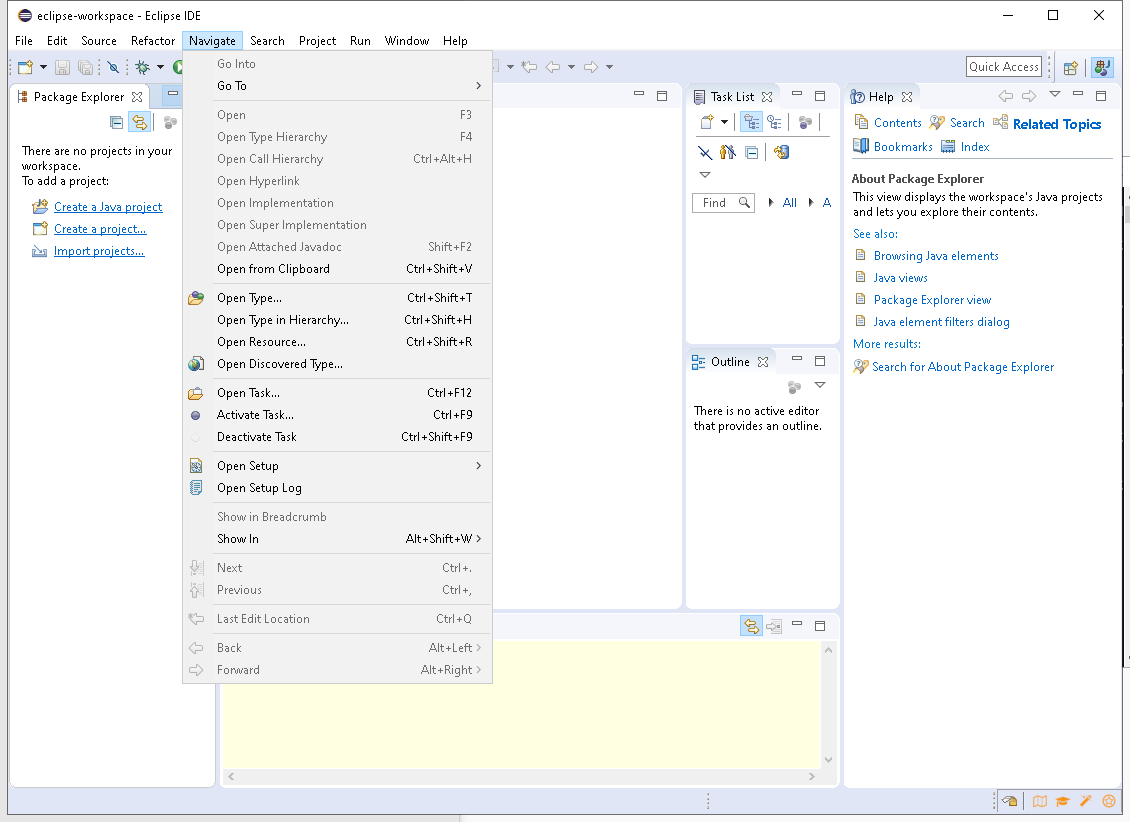 eclipse-workspace - Eclipse IDE
File Edit Source Refactor Navigate Search Project Run Window Help
Quick Access
Go Into
Go To
Open F3
Open Type Hierarchy F4
Open Call Hierarchy Ctrl+Alt+H
Open Hyperlink
Open Implementation
Open Super Implementation
Open Attached Javadoc Shift+F2
Open from Clipboard Ctrl+Shift+V
Open Type... Ctrl+Shift+T
Open Type in Hierarchy... Ctrl+Shift+H
Open Resource... Ctrl+Shift+R
Open Discovered Type...
Open Task... Ctrl+F12
Activate Task... Ctrl+F9
Deactivate Task Ctrl+Shift+F9
Open Setup
Open Setup Log
Show in Breadcrumb
Show In Alt+Shift+W
Next Ctrl+.
Previous Ctrl+,
Last Edit Location Ctrl+Q
Back Alt+Left
Forward Alt+Right
Package Explorer
There are no projects in your
workspace.
To add a project:
Create a Java project
Create a project...
Import projects...
Task List
Find All A
Outline
There is no active editor
that provides an outline.
Help
Contents Search Related Topics
Bookmarks Index
About Package Explorer
This view displays the workspace's Java projects
and lets you explore their contents.
See also:
Browsing Java elements
Java views
Package Explorer view
Java element filters dialog
More results:
Search for About Package Explorer